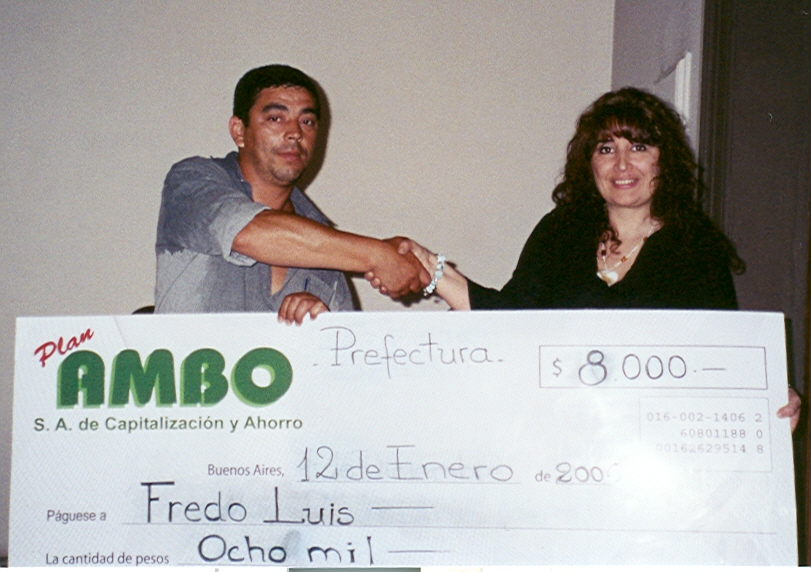 Plan
AMBO
S. A. de Capitalización y Ahorro
. Prefectura.
$ 8.000.—
016-002-1406 2
60801188 0
00162629514 8
Buenos Aires, 12 de Enero de 200
Páguese a Fredo Luis —
La cantidad de pesos Ocho mil —